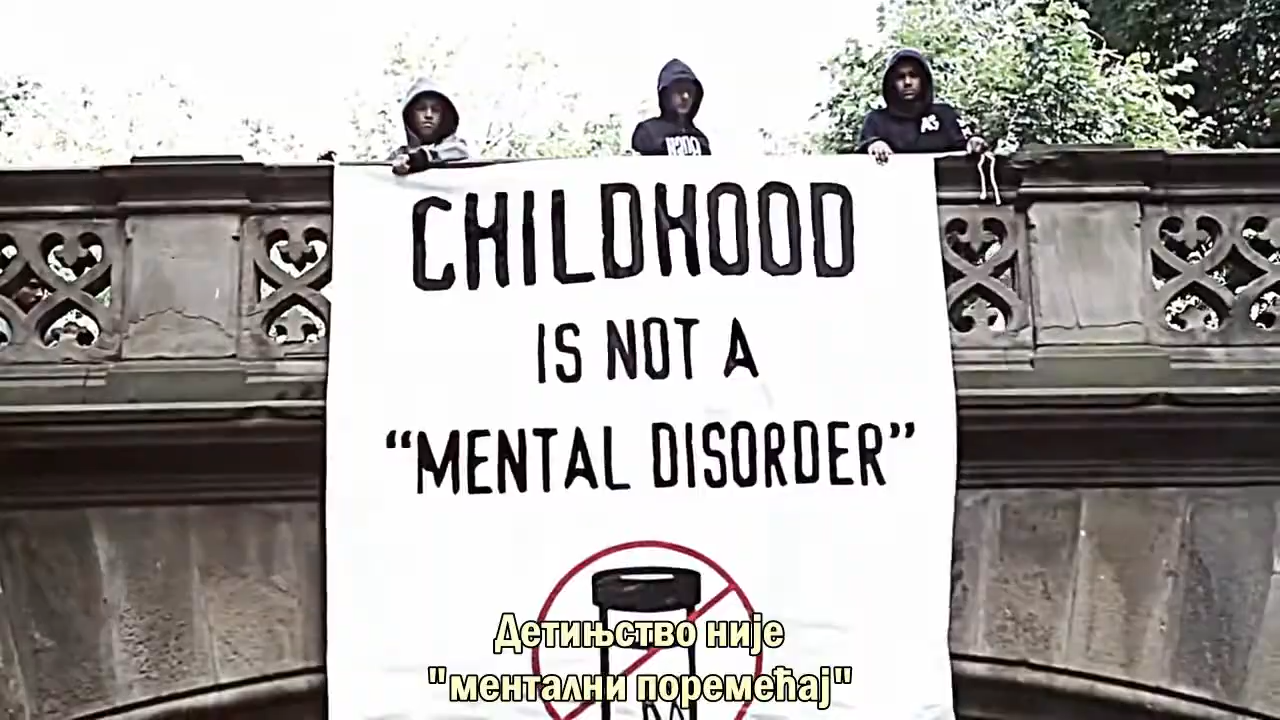 CHILDHOOD
IS NOT A
“MENTAL DISORDER”
Детињство није
"ментални поремећај"